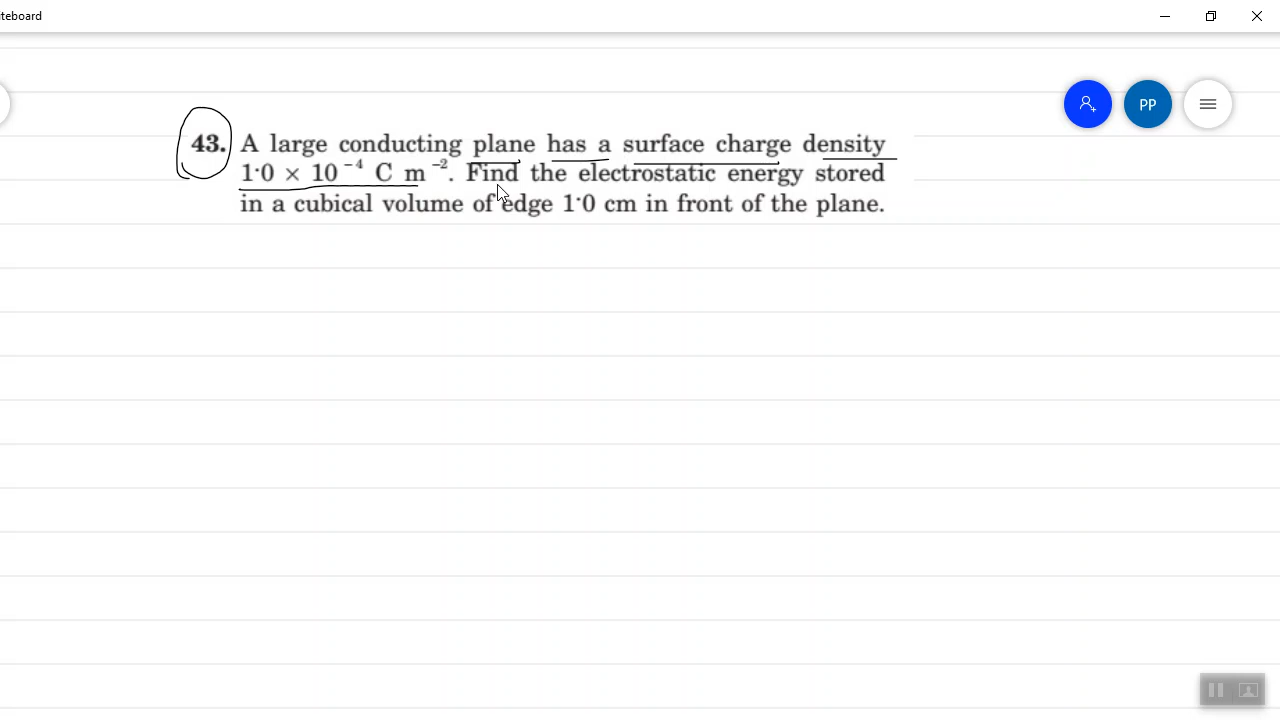 teboard
PP
43. A large conducting plane has a surface charge density
1·0 × 10⁻⁴ C m⁻². Find the electrostatic energy stored
in a cubical volume of edge 1·0 cm in front of the plane.